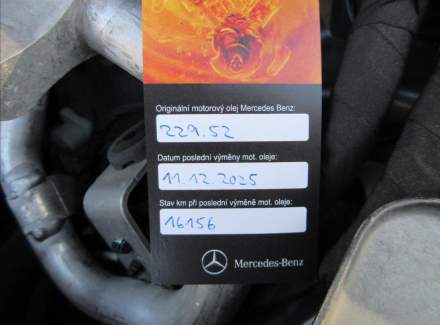 Originální motorový olej Mercedes Benz:
229.52
Datum poslední výměny mot. oleje:
11.12.2025
Stav km při poslední výměně mot. oleje:
16156
Mercedes-Benz